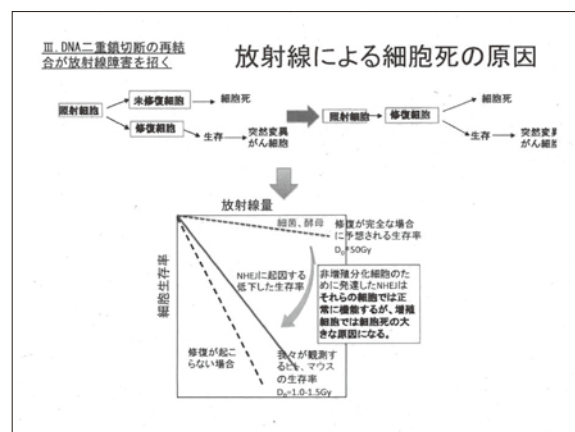 Ⅲ. DNA二重鎖切断の再結
合が放射線障害を招く
放射線による細胞死の原因
照射細胞
未修復細胞
細胞死
修復細胞
生存
突然変異
がん細胞
照射細胞
修復細胞
細胞死
生存
突然変異
がん細胞
放射線量
細胞生存率
細菌、酵母
修復が完全な場合
に予想される生存率
D₀=50Gy
NHEJに起因する
低下した生存率
非増殖分化細胞のため
に発達したNHEJは
それらの細胞では正
常に機能するが、増殖
細胞では細胞死の大
きな原因になる。
修復が起こ
らない場合
我々が観測す
るヒト、マウス
の生存率
D₀=1.0-1.5Gy